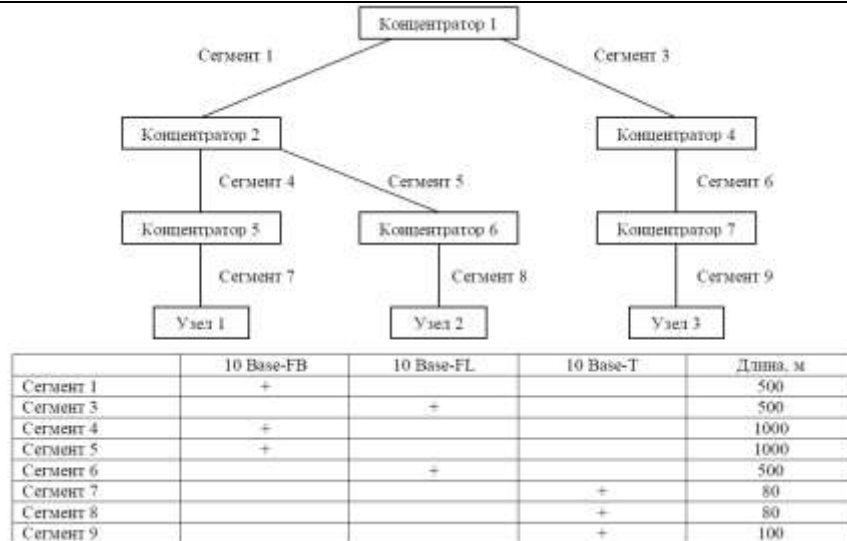 Концентратор 1
Сегмент 1 Сегмент 3
Концентратор 2 Концентратор 4
Сегмент 4 Сегмент 5 Сегмент 6
Концентратор 5 Концентратор 6 Концентратор 7
Сегмент 7 Сегмент 8 Сегмент 9
Узел 1 Узел 2 Узел 3
10 Base-FB 10 Base-FL 10 Base-T Длина, м
Сегмент 1 + 500
Сегмент 3 + 500
Сегмент 4 + 1000
Сегмент 5 + 1000
Сегмент 6 + 500
Сегмент 7 + 80
Сегмент 8 + 80
Сегмент 9 + 100